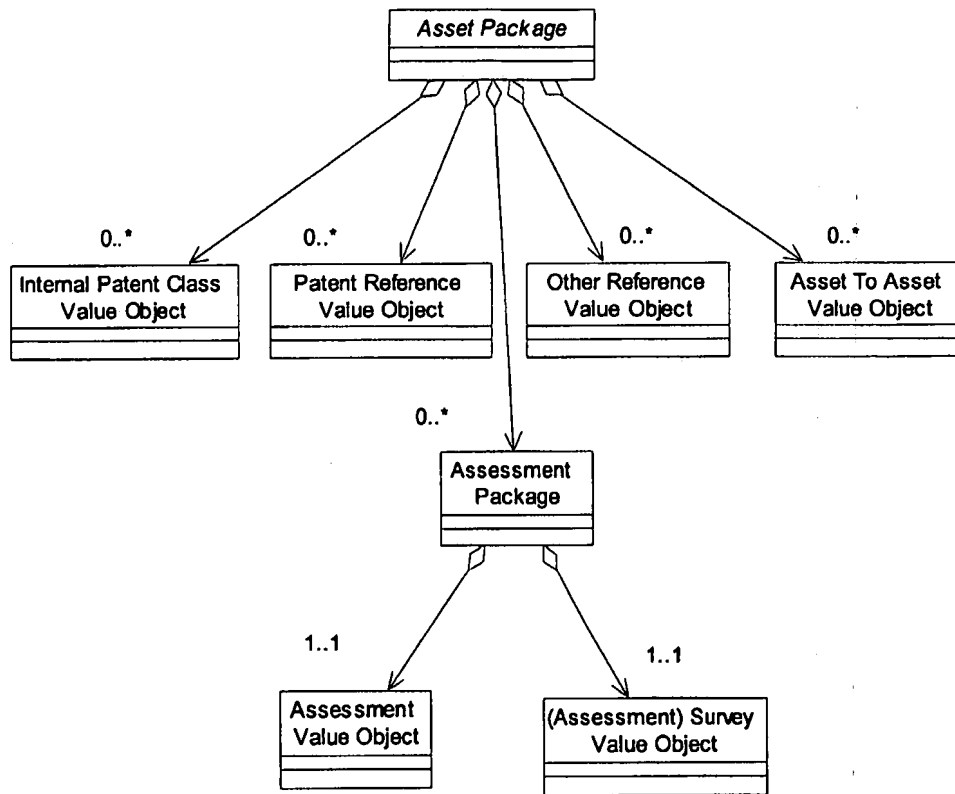 Asset Package
0..*
0..*
0..*
0..*
Internal Patent Class
Value Object
Patent Reference
Value Object
Other Reference
Value Object
Asset To Asset
Value Object
0..*
Assessment
Package
1..1
1..1
Assessment
Value Object
(Assessment) Survey
Value Object